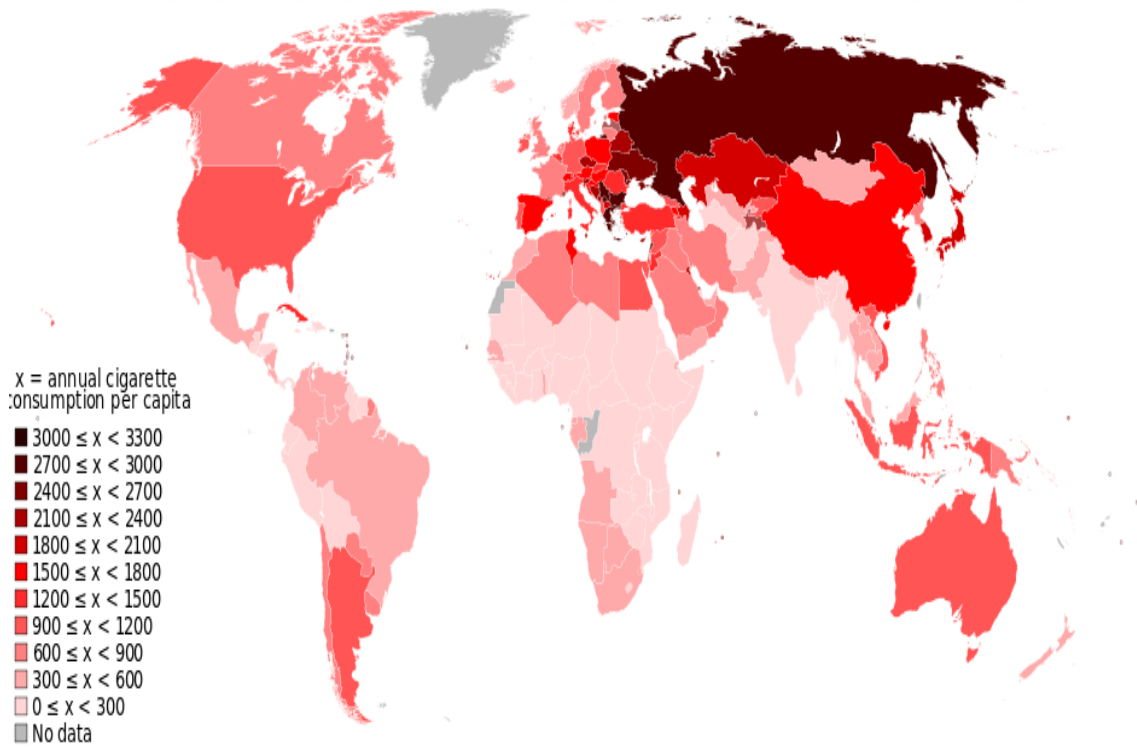 x = annual cigarette
consumption per capita
3000 ≤ x < 3300
2700 ≤ x < 3000
2400 ≤ x < 2700
2100 ≤ x < 2400
1800 ≤ x < 2100
1500 ≤ x < 1800
1200 ≤ x < 1500
900 ≤ x < 1200
600 ≤ x < 900
300 ≤ x < 600
0 ≤ x < 300
No data